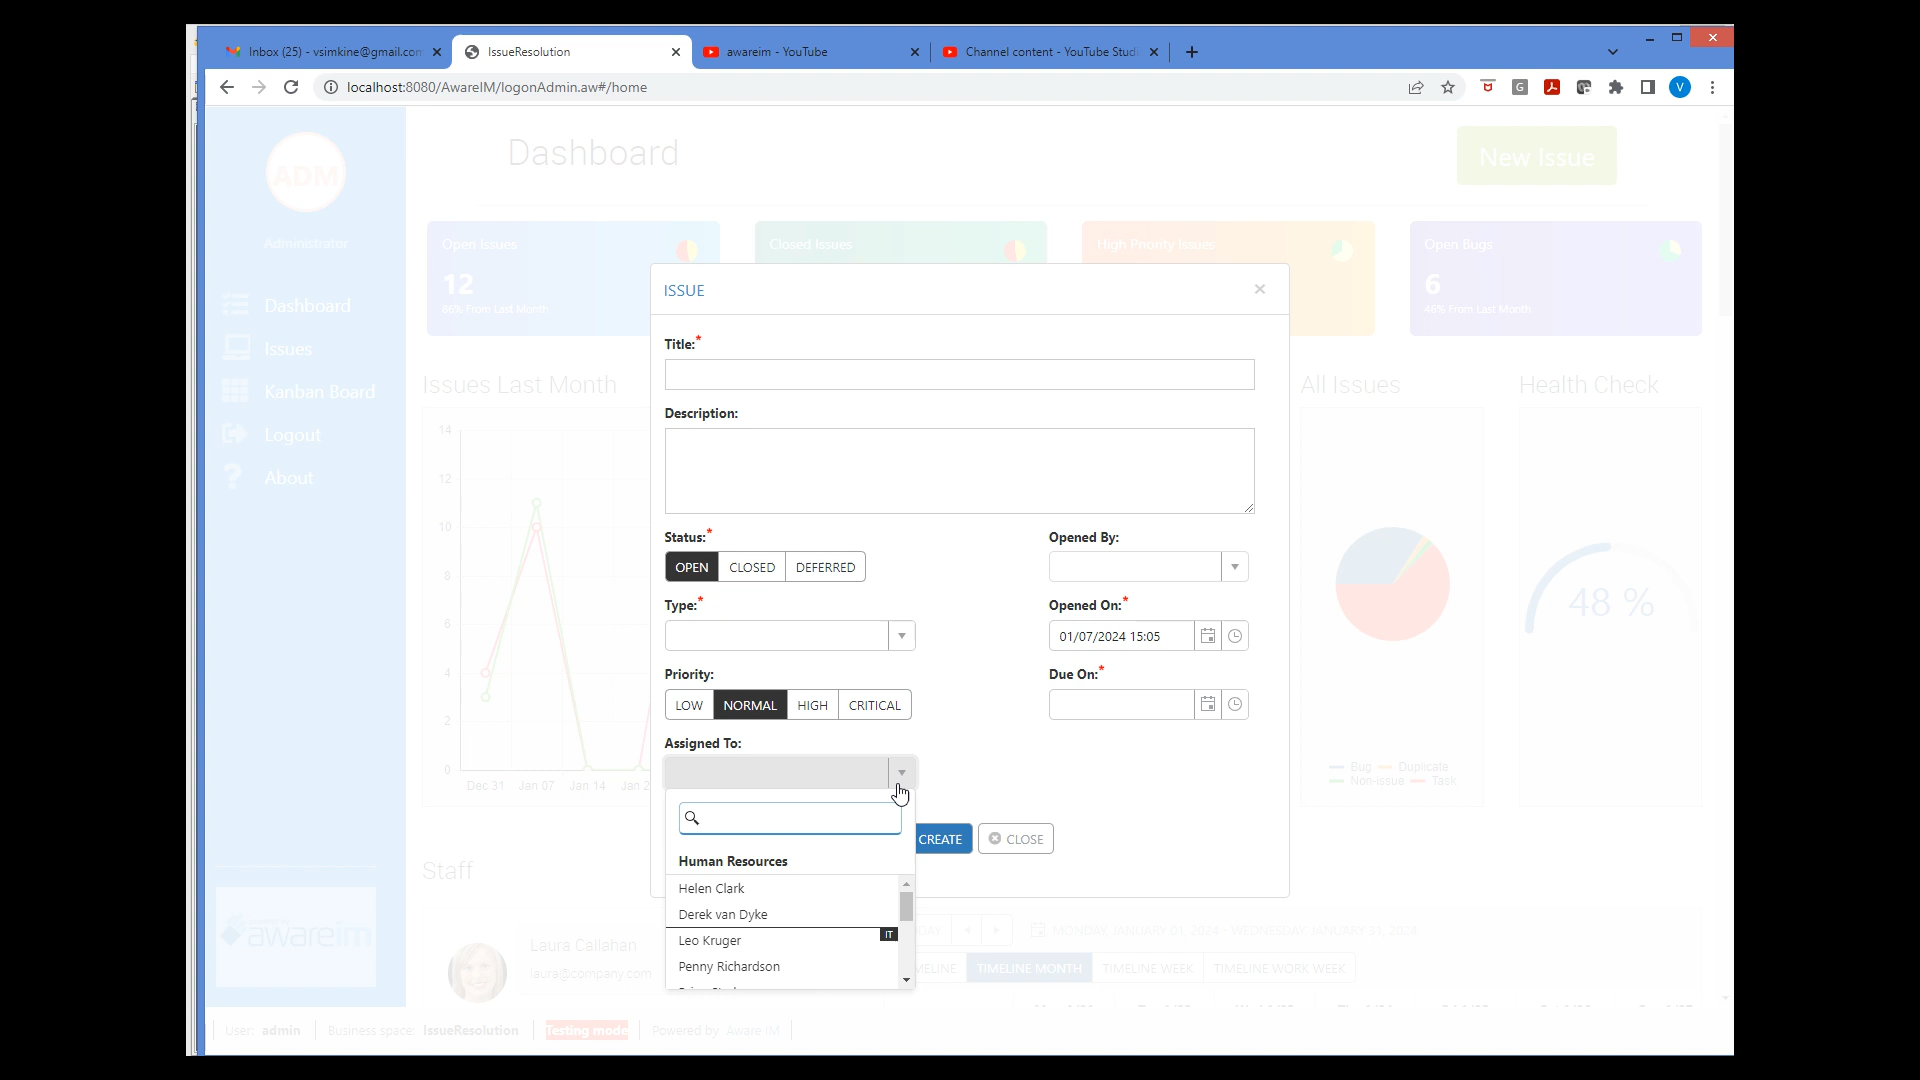 Inbox (25) - vsimkine@gmail.com
IssueResolution
awareim - YouTube
Channel content - YouTube Studi
localhost:8080/AwareIM/logonAdmin.aw#/home
G
V
ADM
Administrator
Dashboard
Issues
Kanban Board
Logout
About
awareim
Dashboard
New Issue
Open Issues
12
86% From Last Month
Closed Issues
High Priority Issues
Open Bugs
6
46% From Last Month
Issues Last Month
14
12
10
8
6
4
2
0
Dec 31 Jan 07 Jan 14 Jan 2
ISSUE
Title:*
Description:
Status:*
OPEN CLOSED DEFERRED
Opened By:
Type:*
Opened On:*
01/07/2024 15:05
Priority:
LOW NORMAL HIGH CRITICAL
Due On:*
Assigned To:
Human Resources
Helen Clark
Derek van Dyke
IT
Leo Kruger
Penny Richardson
CREATE CLOSE
All Issues
Bug Duplicate
Non-issue Task
Health Check
48 %
Staff
Laura Callahan
laura@company.com
MONDAY, JANUARY 01, 2024 - WEDNESDAY, JANUARY 31, 2024
TIMELINE MONTH TIMELINE WEEK TIMELINE WORK WEEK
User: admin Business space: IssueResolution Testing mode Powered by Aware IM